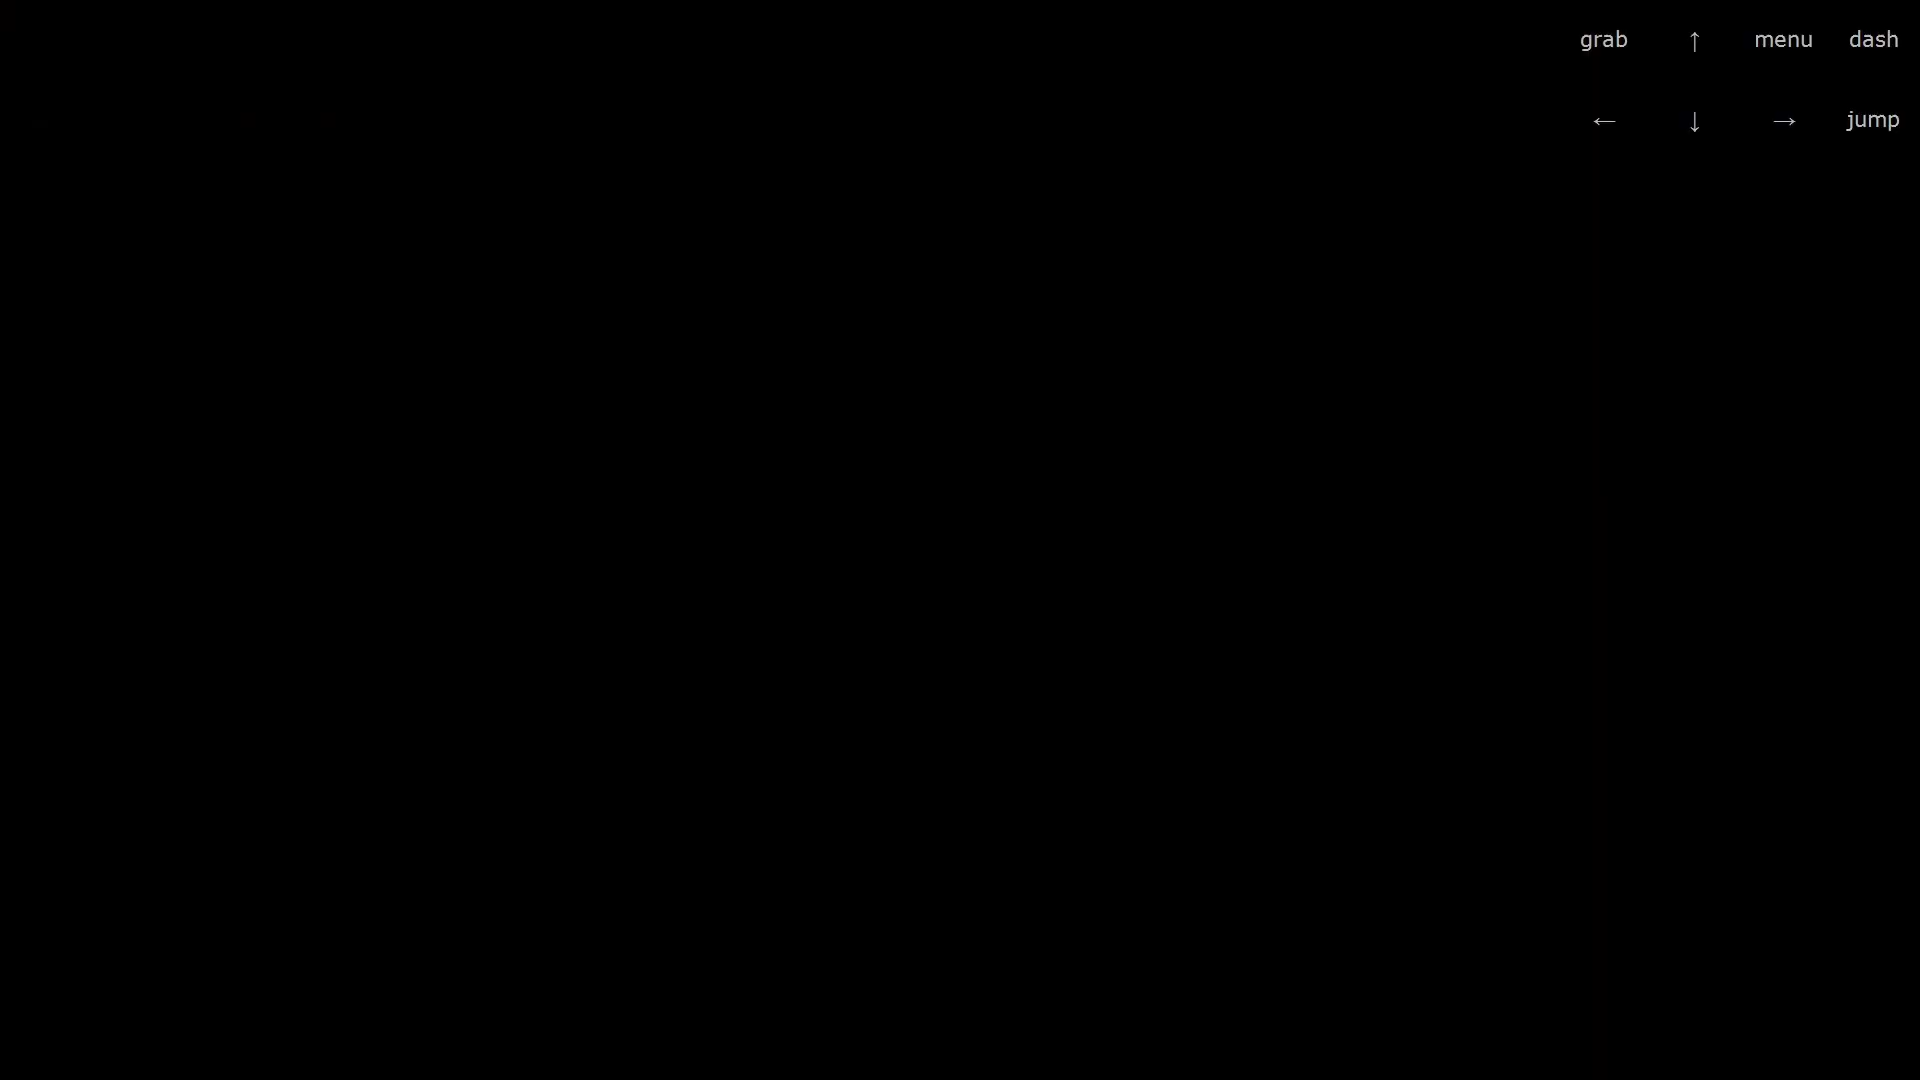 grab ↑ menu dash
← ↓ → jump